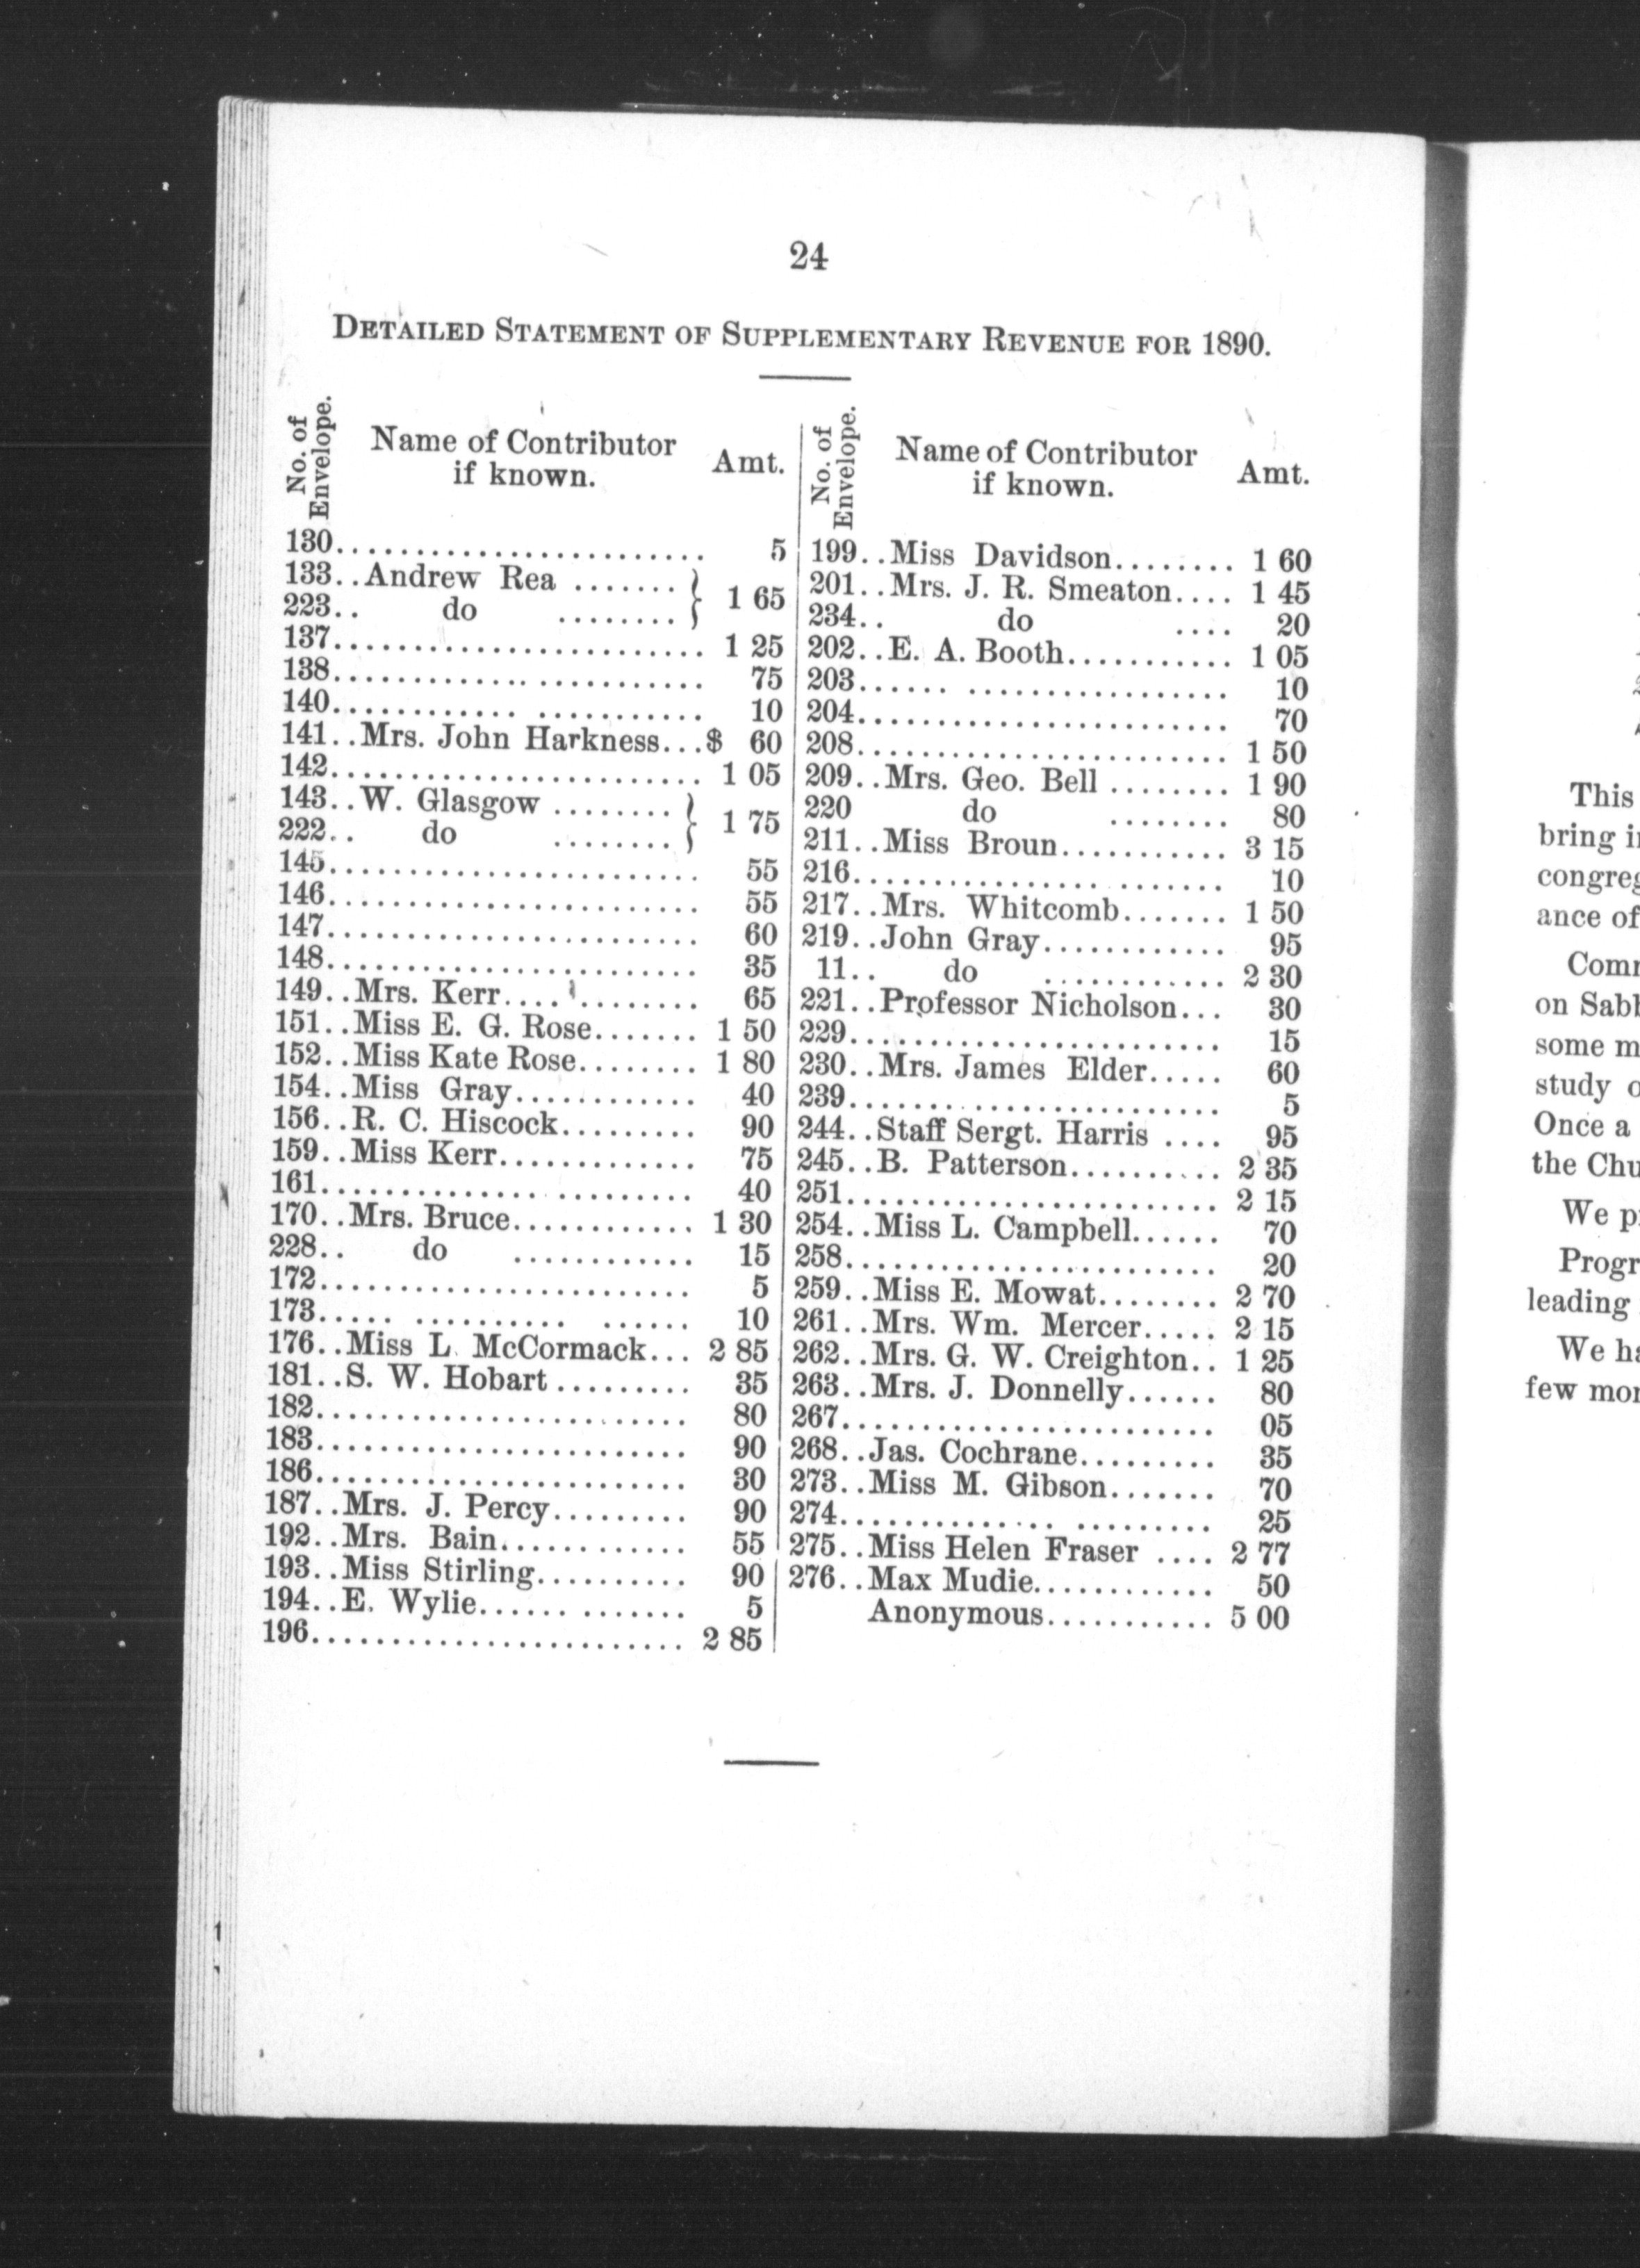 24
DETAILED STATEMENT OF SUPPLEMENTARY REVENUE FOR 1890.
No. of Envelope.
Name of Contributor
if known.
Amt.
130........................ 5
133..Andrew Rea ....... } 1 65
223.. do ........
137........................ 1 25
138........................ 75
140............ ........... 10
141..Mrs. John Harkness...$ 60
142........................ 1 05
143..W. Glasgow ........ } 1 75
222.. do ........
145........................ 55
146........................ 55
147........................ 60
148........................ 35
149..Mrs. Kerr.... ........ 65
151..Miss E. G. Rose....... 1 50
152..Miss Kate Rose........ 1 80
154..Miss Gray............ 40
156..R. C. Hiscock......... 90
159..Miss Kerr............. 75
161........................ 40
170..Mrs. Bruce............ 1 30
228.. do ............ 15
172........................ 5
173..... .......... ...... 10
176..Miss L. McCormack... 2 85
181..S. W. Hobart ......... 35
182........................ 80
183........................ 90
186........................ 30
187..Mrs. J. Percy......... 90
192..Mrs. Bain............ 55
193..Miss Stirling.......... 90
194..E. Wylie...... ........ 5
196........................ 2 85
No. of Envelope.
Name of Contributor
if known.
Amt.
199..Miss Davidson........ 1 60
201..Mrs. J. R. Smeaton.... 1 45
234.. do .... 20
202..E. A. Booth........... 1 05
203...... ................. 10
204........................ 70
208........................ 1 50
209..Mrs. Geo. Bell ........ 1 90
220 do ........ 80
211..Miss Broun........... 3 15
216................ ....... 10
217..Mrs. Whitcomb....... 1 50
219..John Gray............ 95
11.. do ............ 2 30
221..Professor Nicholson... 30
229........................ 15
230..Mrs. James Elder..... 60
239........................ 5
244..Staff Sergt. Harris .... 95
245..B. Patterson.......... 2 35
251........................ 2 15
254..Miss L. Campbell...... 70
258........................ 20
259..Miss E. Mowat........ 2 70
261..Mrs. Wm. Mercer..... 2 15
262..Mrs. G. W. Creighton.. 1 25
263..Mrs. J. Donnelly...... 80
267........................ 05
268..Jas. Cochrane......... 35
273..Miss M. Gibson....... 70
274.............. ......... 25
275..Miss Helen Fraser .... 2 77
276..Max Mudie............ 50
Anonymous........... 5 00
This
bring
ance of
on Sabb
some m
study
Once a
the Chu
We
leading
We
few